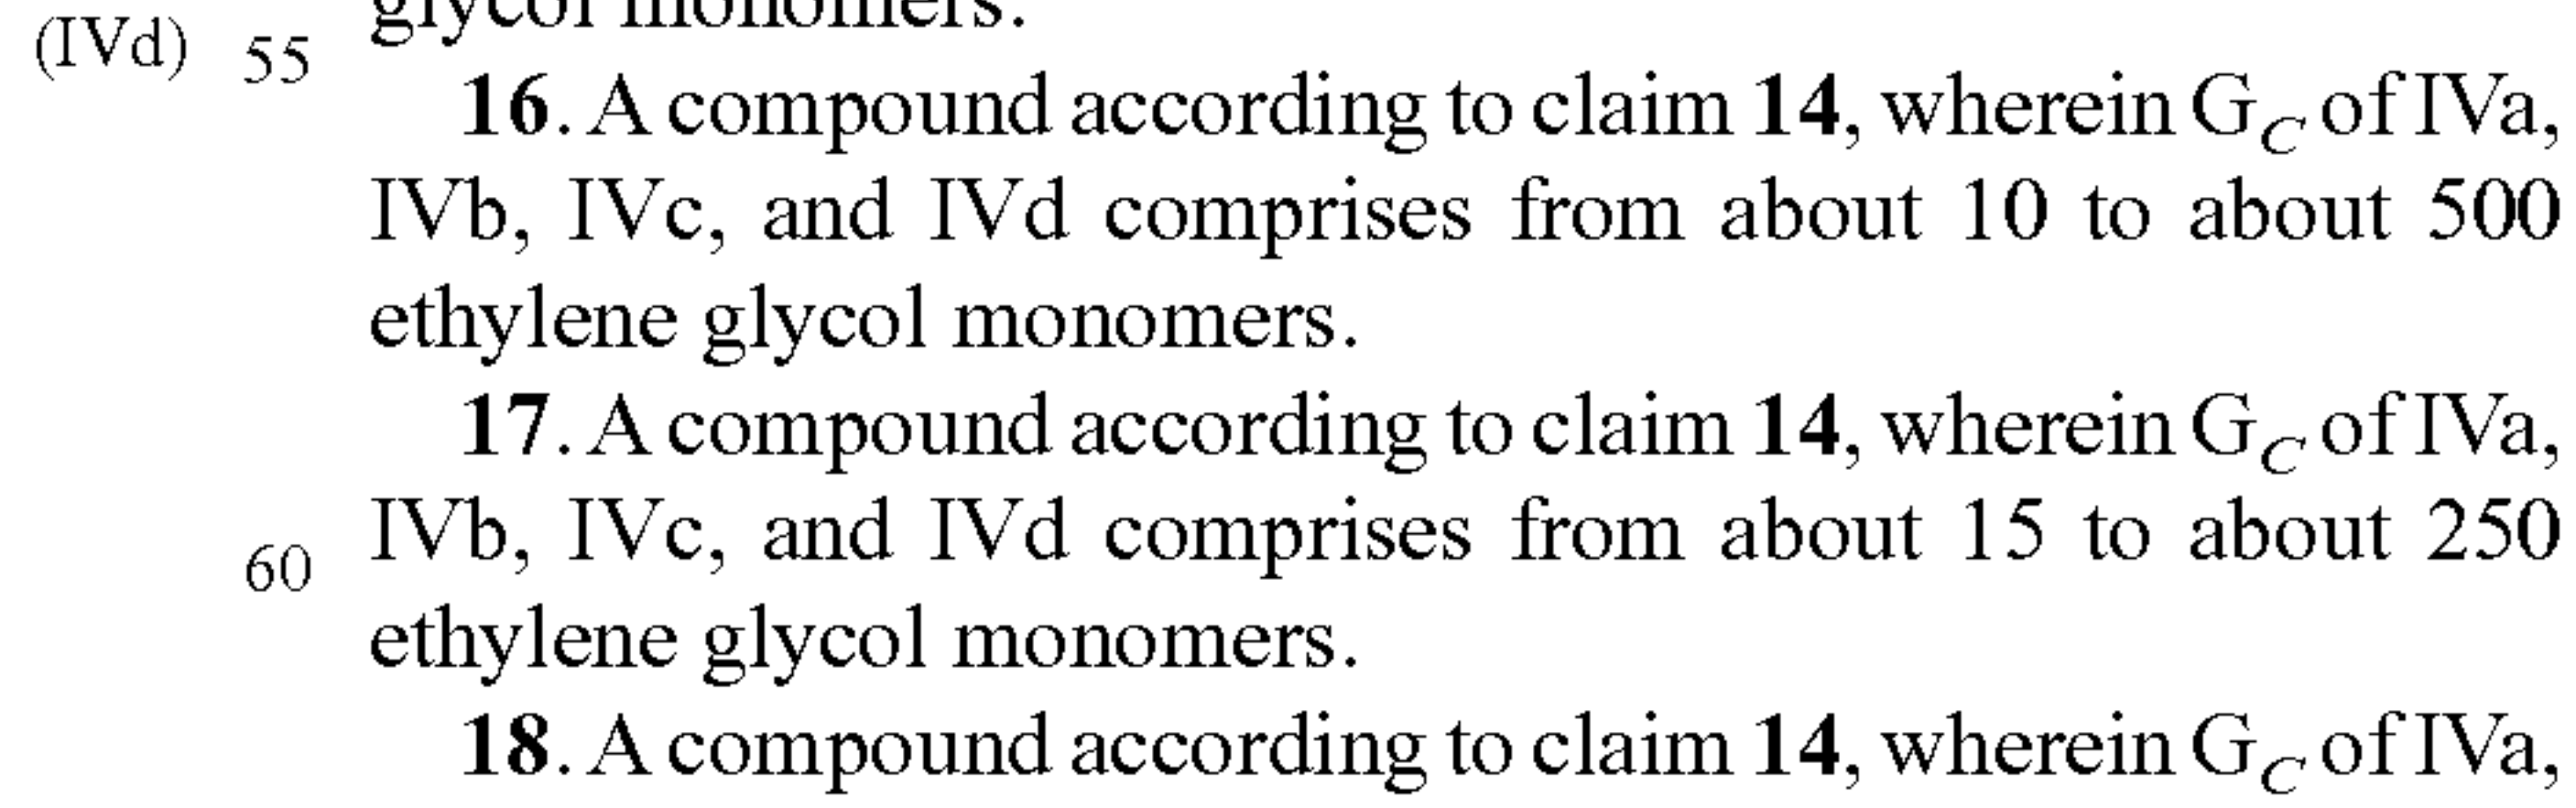 glycol monomers.
(IVd) 55
16. A compound according to claim 14, wherein G_C of IVa,
IVb, IVc, and IVd comprises from about 10 to about 500
ethylene glycol monomers.
17. A compound according to claim 14, wherein G_C of IVa,
IVb, IVc, and IVd comprises from about 15 to about 250
60
ethylene glycol monomers.
18. A compound according to claim 14, wherein G_C of IVa,